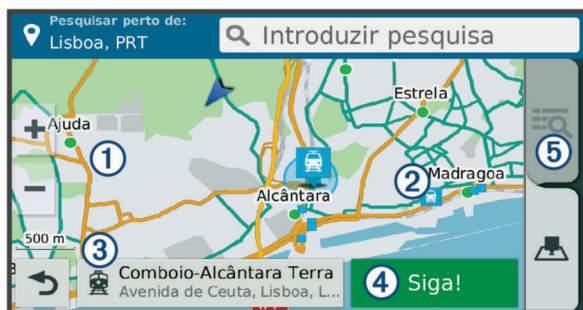 Pesquisar perto de:
Lisboa, PRT
Introduzir pesquisa
Estrela
Ajuda
1
5
2
Madragoa
Alcântara
500 m
3
Comboio-Alcântara Terra
Avenida de Ceuta, Lisboa, L...
4 Siga!